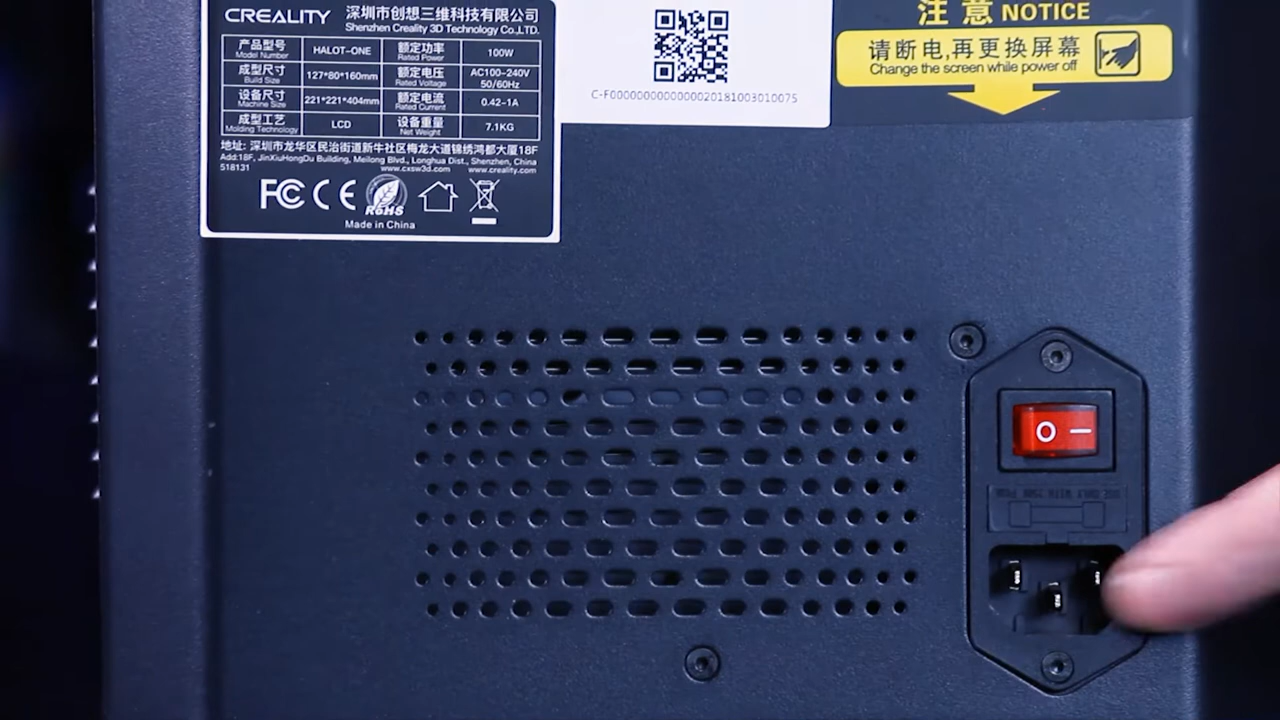 CREALITY 深圳市创想三维科技有限公司
Shenzhen Creality 3D Technology Co.,LTD.
产品型号 HALOT-ONE 额定功率 100W
Model Number Rated Power
成型尺寸 127*80*160mm 额定电压 AC100-240V
Build Size Rated Voltage 50/60Hz
设备尺寸 221*221*404mm 额定电流 0.42-1A
Machine Size Rated Current
成型工艺 LCD 设备重量 7.1KG
Molding Technology Net Weight
地址: 深圳市龙华区民治街道新牛社区梅龙大道锦绣鸿都大厦18F
Add:18F, JinXiuHongDu Building, Meilong Blvd., Longhua Dist., Shenzhen, China
518131 www.cxsw3d.com www.creality.com
FC CE RoHS
Made in China
C-F0000000000000020181003010075
注意 NOTICE
请断电,再更换屏幕
Change the screen while power off
O —